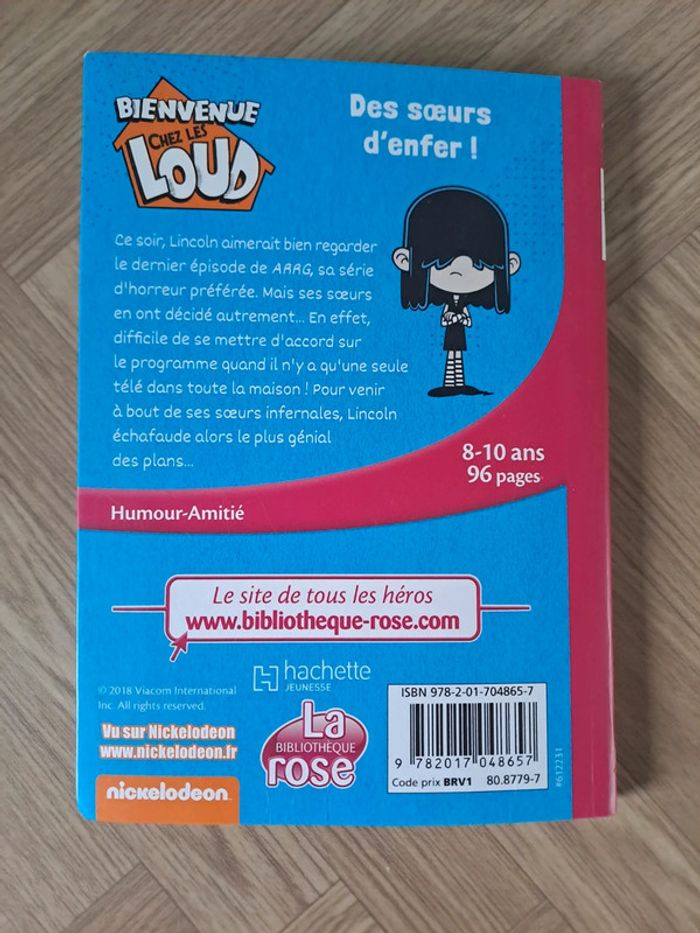 BIENVENUE
CHEZ LES
LOUD
Des sœurs
d'enfer !
Ce soir, Lincoln aimerait bien regarder
le dernier épisode de ARRG, sa série
d'horreur préférée. Mais ses sœurs
en ont décidé autrement... En effet,
difficile de se mettre d'accord sur
le programme quand il n'y a qu'une seule
télé dans toute la maison ! Pour venir
à bout de ses sœurs infernales, Lincoln
échafaude alors le plus génial
des plans...
8-10 ans
96 pages
Humour-Amitié
Le site de tous les héros
www.bibliotheque-rose.com
hachette
JEUNESSE
© 2018 Viacom International
Inc. All rights reserved.
Vu sur Nickelodeon
www.nickelodeon.fr
nickelodeon
La
BIBLIOTHÈQUE
rose
ISBN 978-2-01-704865-7
9 782017 048657
Code prix BRV1 80.8779-7
#612231